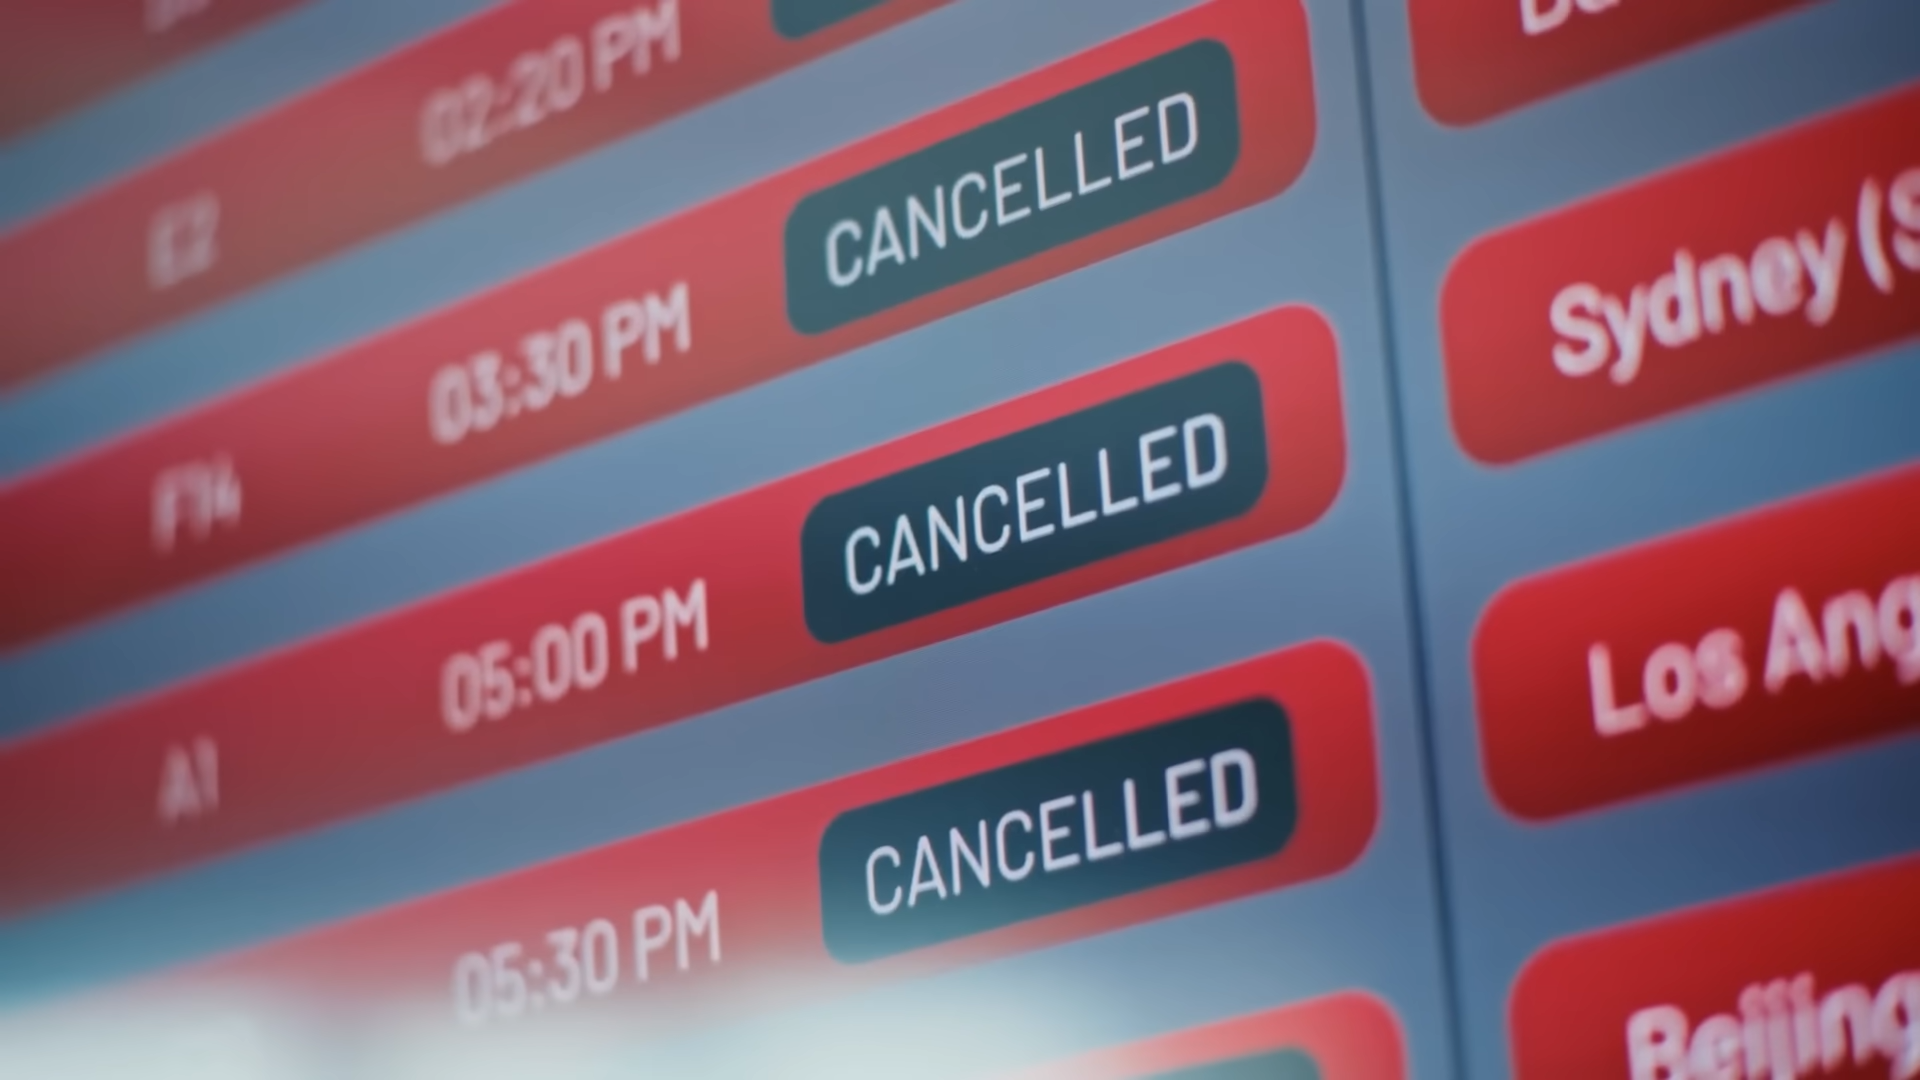 02:20 PM
E2
CANCELLED
03:30 PM
F14
CANCELLED
05:00 PM
A1
CANCELLED
05:30 PM
Sydney (S
Los Ang
Beijing